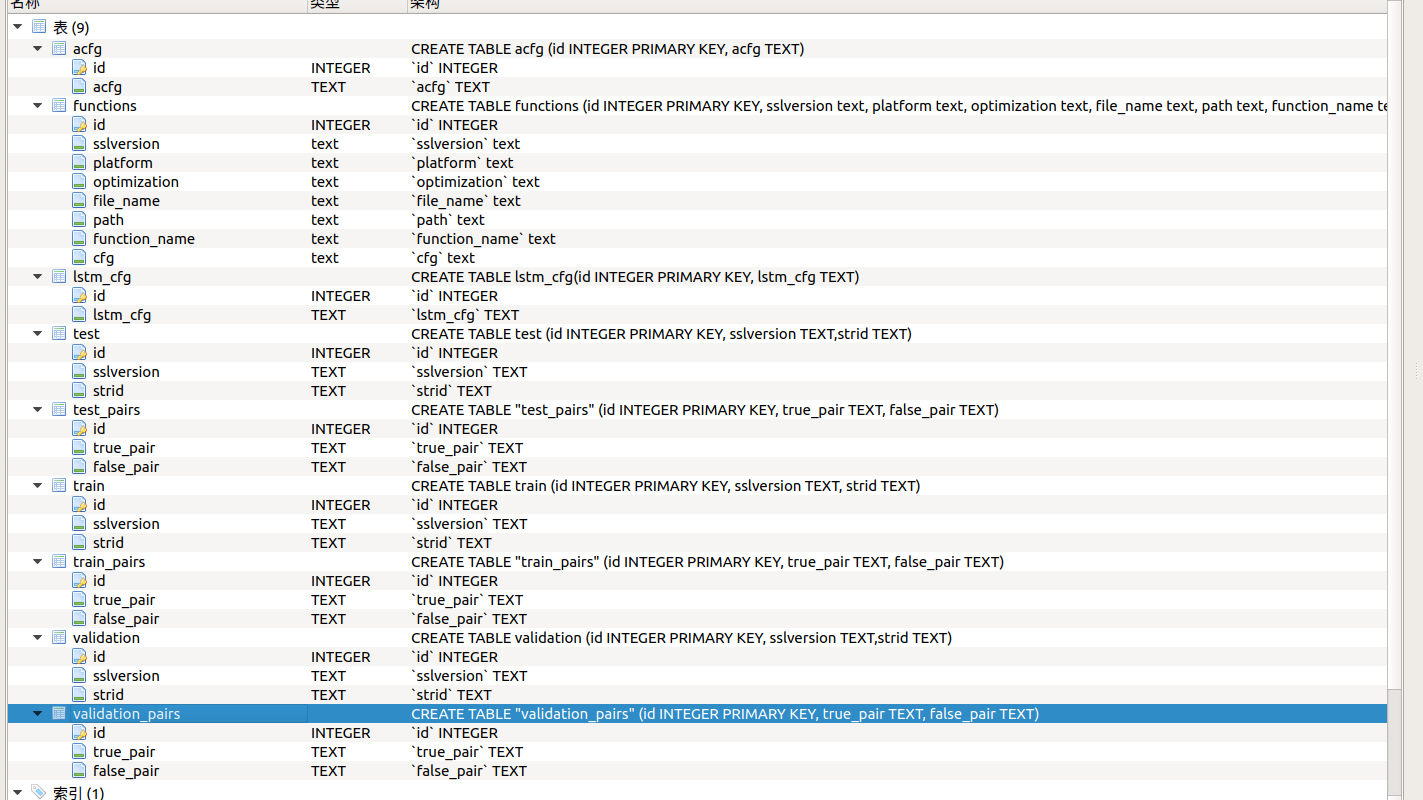 名称 类型 架构
表 (9)
acfg CREATE TABLE acfg (id INTEGER PRIMARY KEY, acfg TEXT)
id INTEGER `id` INTEGER
acfg TEXT `acfg` TEXT
functions CREATE TABLE functions (id INTEGER PRIMARY KEY, sslversion text, platform text, optimization text, file_name text, path text, function_name te
id INTEGER `id` INTEGER
sslversion text `sslversion` text
platform text `platform` text
optimization text `optimization` text
file_name text `file_name` text
path text `path` text
function_name text `function_name` text
cfg text `cfg` text
lstm_cfg CREATE TABLE lstm_cfg(id INTEGER PRIMARY KEY, lstm_cfg TEXT)
id INTEGER `id` INTEGER
lstm_cfg TEXT `lstm_cfg` TEXT
test CREATE TABLE test (id INTEGER PRIMARY KEY, sslversion TEXT,strid TEXT)
id INTEGER `id` INTEGER
sslversion TEXT `sslversion` TEXT
strid TEXT `strid` TEXT
test_pairs CREATE TABLE "test_pairs" (id INTEGER PRIMARY KEY, true_pair TEXT, false_pair TEXT)
id INTEGER `id` INTEGER
true_pair TEXT `true_pair` TEXT
false_pair TEXT `false_pair` TEXT
train CREATE TABLE train (id INTEGER PRIMARY KEY, sslversion TEXT, strid TEXT)
id INTEGER `id` INTEGER
sslversion TEXT `sslversion` TEXT
strid TEXT `strid` TEXT
train_pairs CREATE TABLE "train_pairs" (id INTEGER PRIMARY KEY, true_pair TEXT, false_pair TEXT)
id INTEGER `id` INTEGER
true_pair TEXT `true_pair` TEXT
false_pair TEXT `false_pair` TEXT
validation CREATE TABLE validation (id INTEGER PRIMARY KEY, sslversion TEXT,strid TEXT)
id INTEGER `id` INTEGER
sslversion TEXT `sslversion` TEXT
strid TEXT `strid` TEXT
validation_pairs CREATE TABLE "validation_pairs" (id INTEGER PRIMARY KEY, true_pair TEXT, false_pair TEXT)
id INTEGER `id` INTEGER
true_pair TEXT `true_pair` TEXT
false_pair TEXT `false_pair` TEXT
索引 (1)